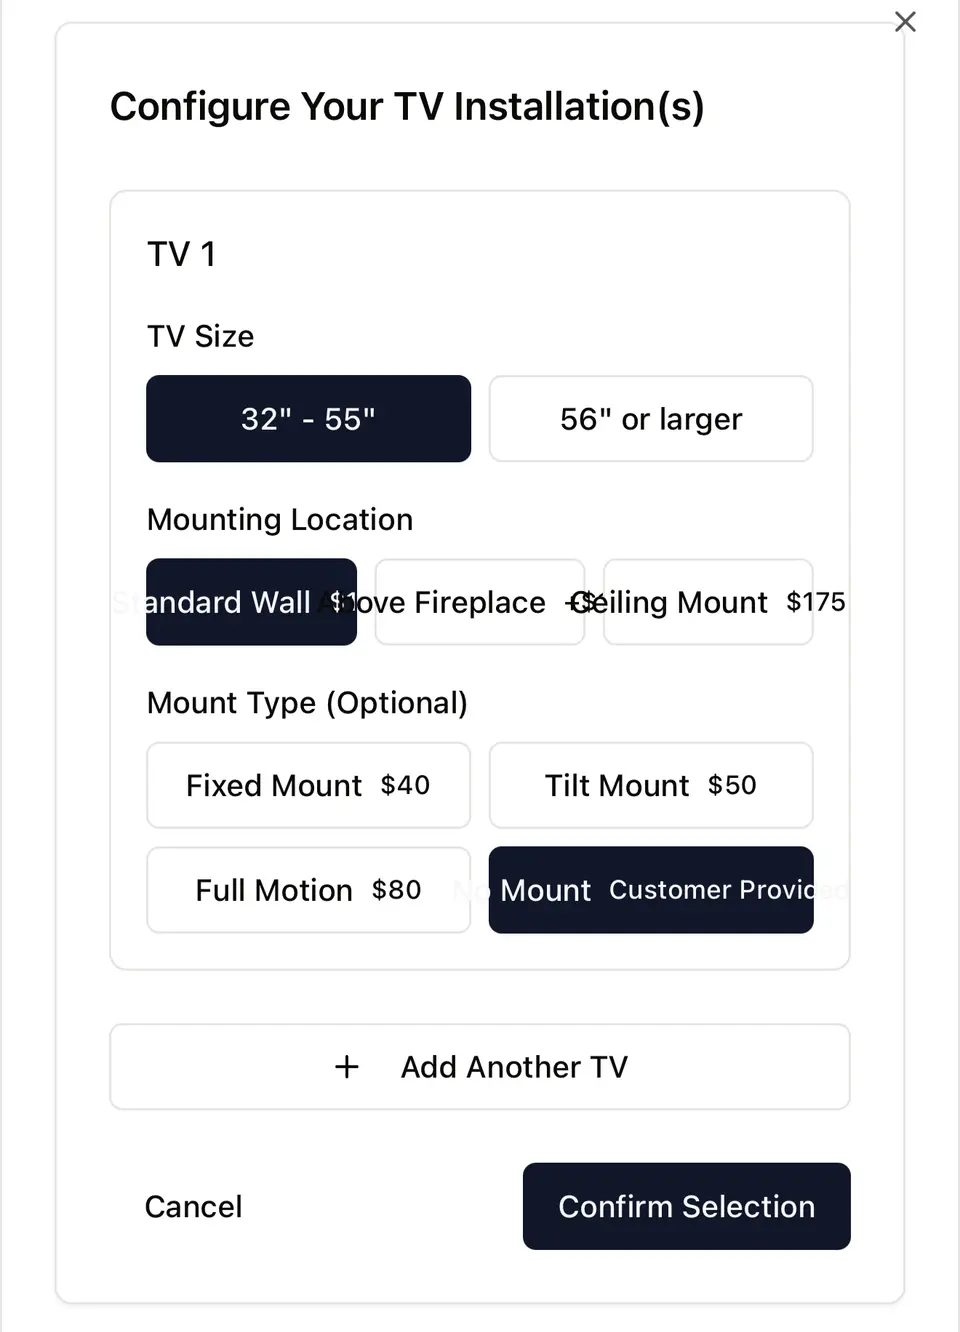 Configure Your TV Installation(s)
TV 1
TV Size
32" - 55"
56" or larger
Mounting Location
Standard Wall
Above Fireplace
Ceiling Mount $175
Mount Type (Optional)
Fixed Mount $40
Tilt Mount $50
Full Motion $80
No Mount Customer Provided
+ Add Another TV
Cancel
Confirm Selection